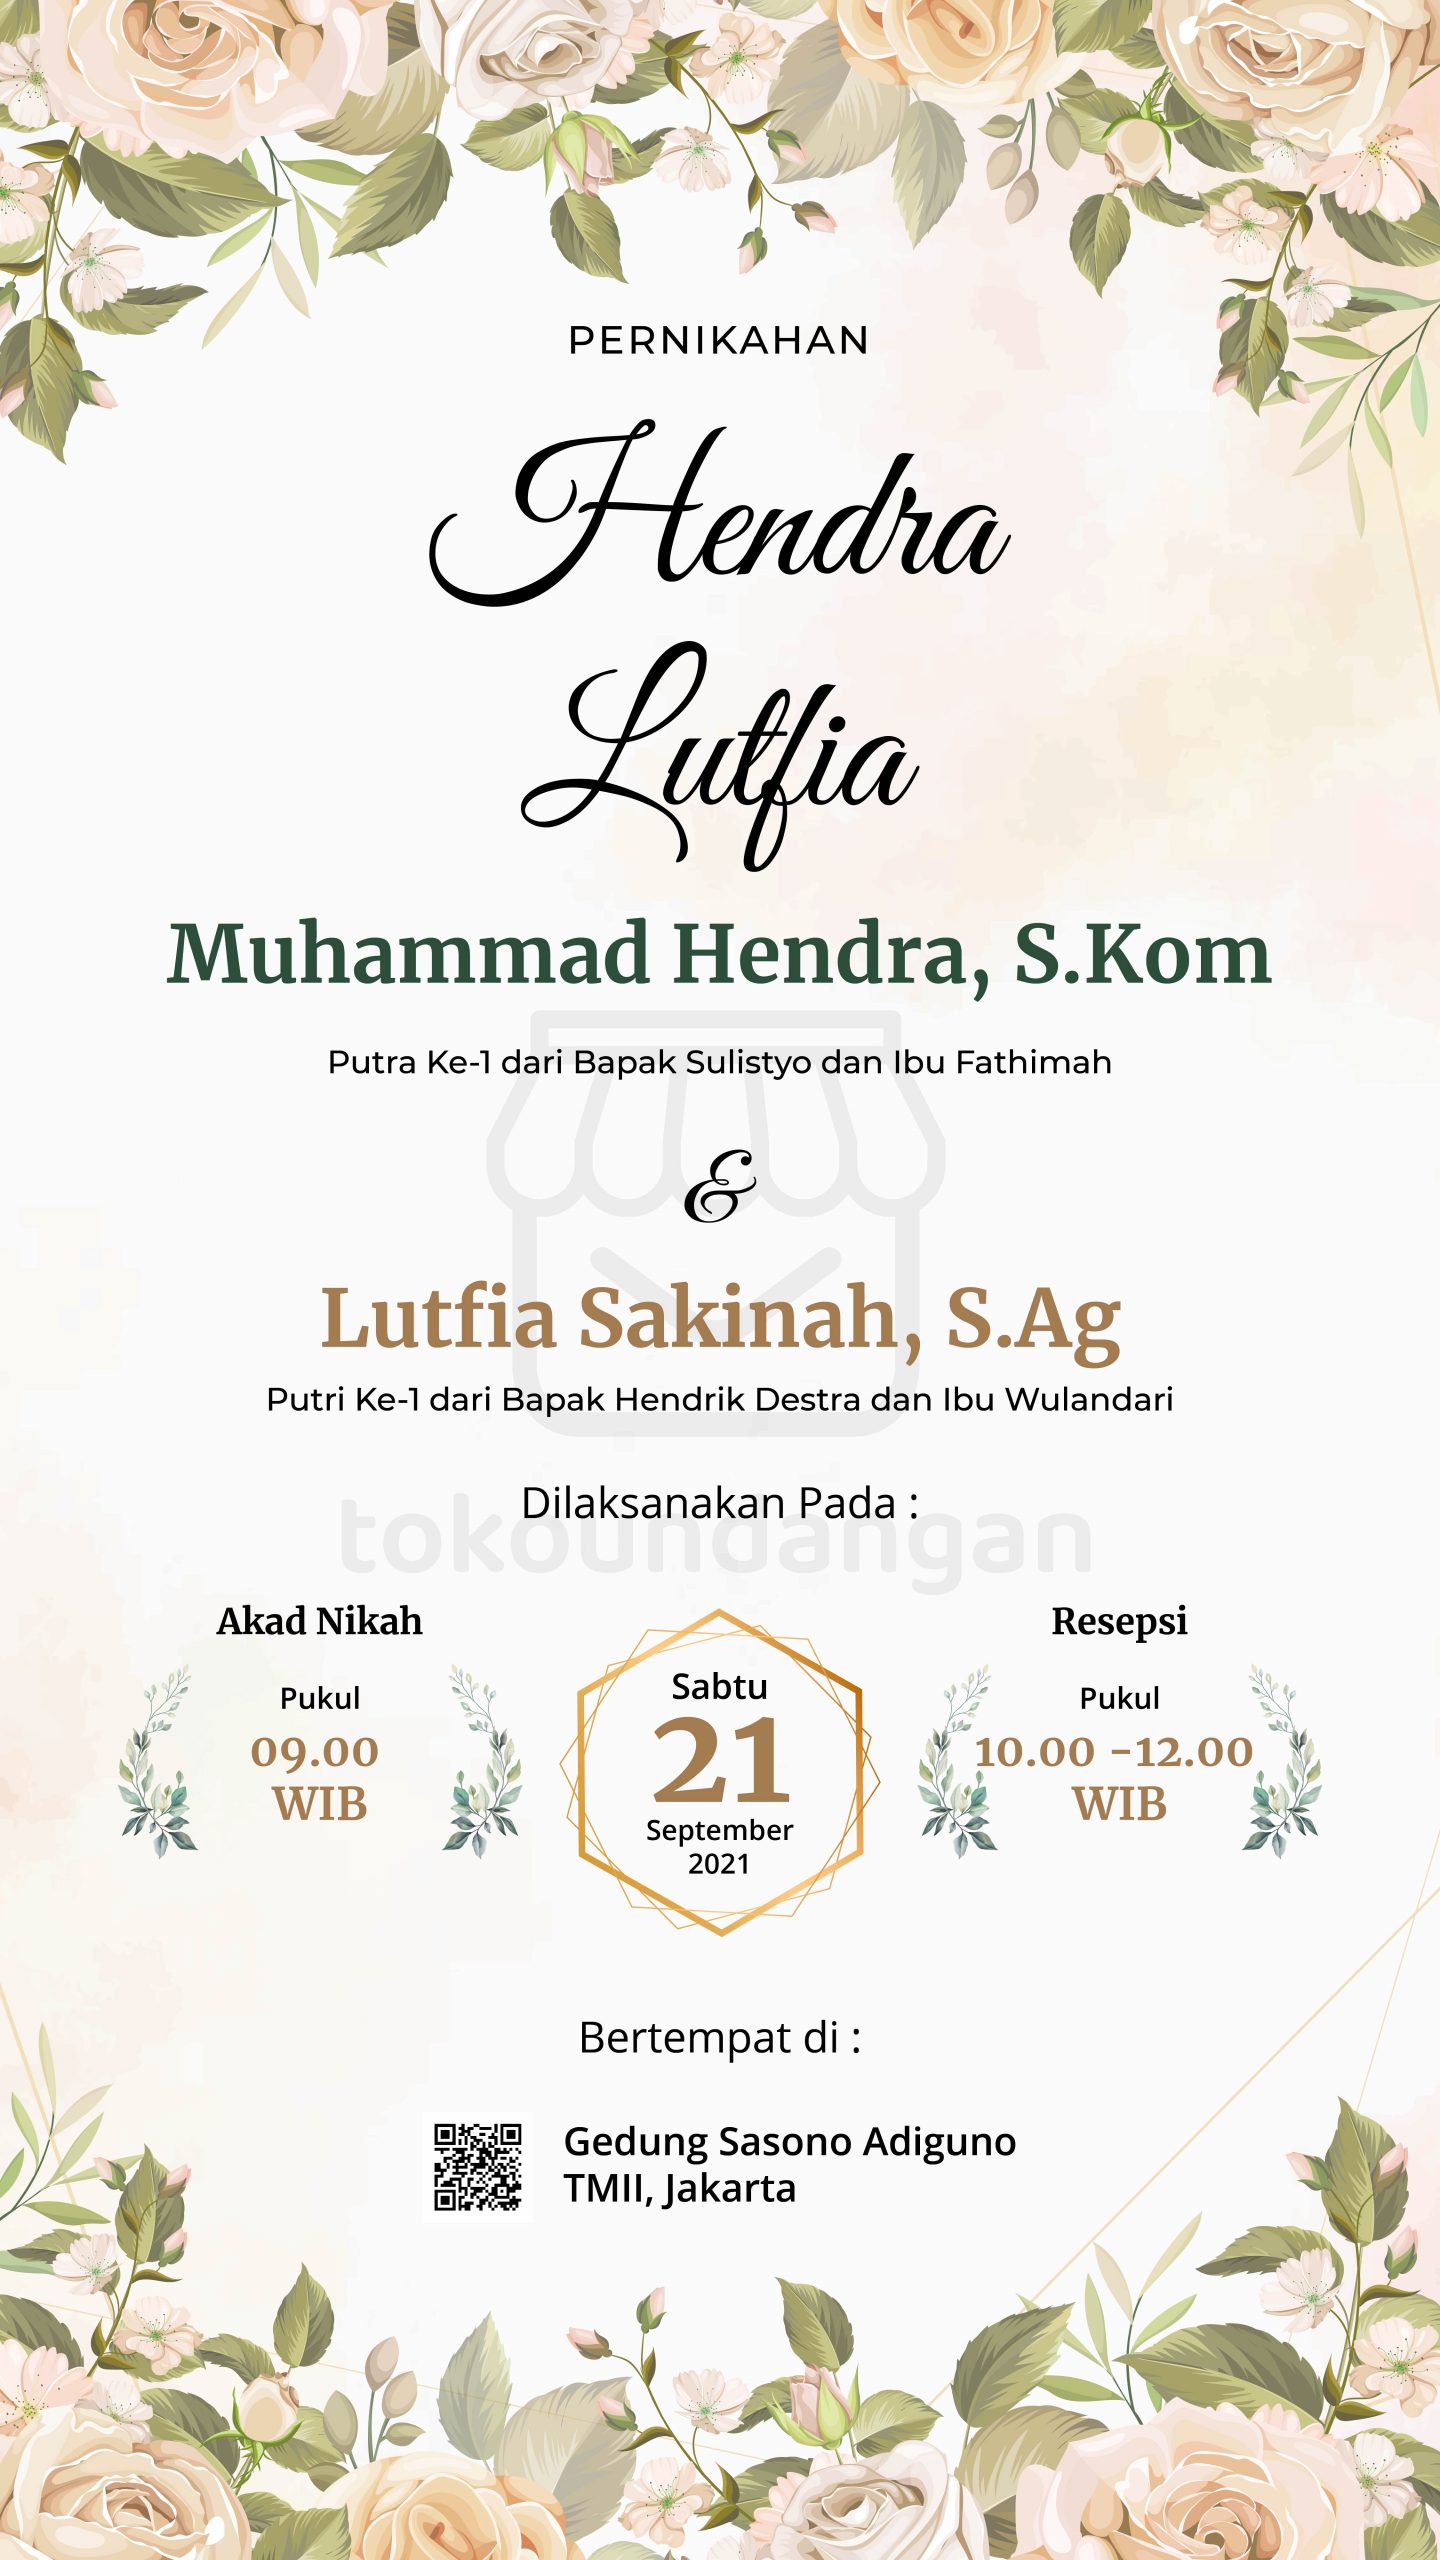 PERNIKAHAN
Hendra
Lutfia
Muhammad Hendra, S.Kom
Putra Ke-1 dari Bapak Sulistyo dan Ibu Fathimah
&
Lutfia Sakinah, S.Ag
Putri Ke-1 dari Bapak Hendrik Destra dan Ibu Wulandari
Dilaksanakan Pada :
tokoundangan
Akad Nikah
Pukul
09.00
WIB
Sabtu
21
September
2021
Resepsi
Pukul
10.00 -12.00
WIB
Bertempat di :
Gedung Sasono Adiguno
TMII, Jakarta